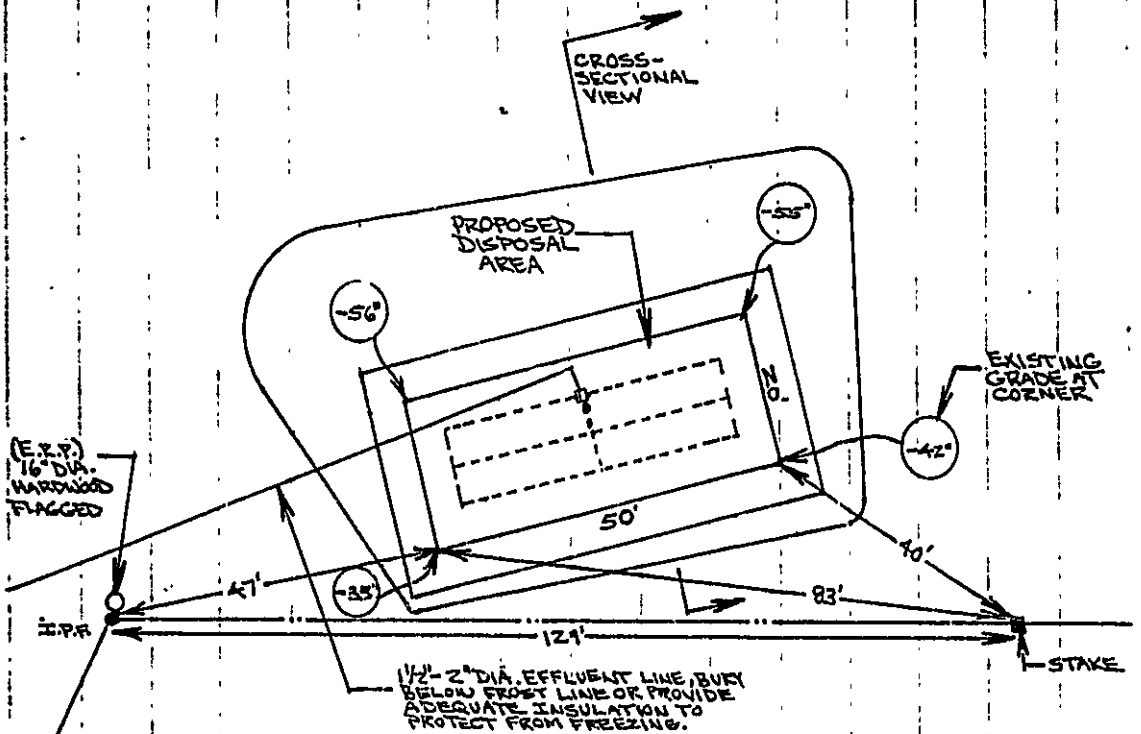 CROSS-
SECTIONAL
VIEW
PROPOSED
DISPOSAL
AREA
-55"
-56"
EXISTING
GRADE AT
CORNER
-42"
20'
(E.R.P.)
16" DIA.
HARDWOOD
FLAGGED
50'
40'
47'
83'
I.P.F.
129'
STAKE
1½"-2" DIA. EFFLUENT LINE, BURY
BELOW FROST LINE OR PROVIDE
ADEQUATE INSULATION TO
PROTECT FROM FREEZING.